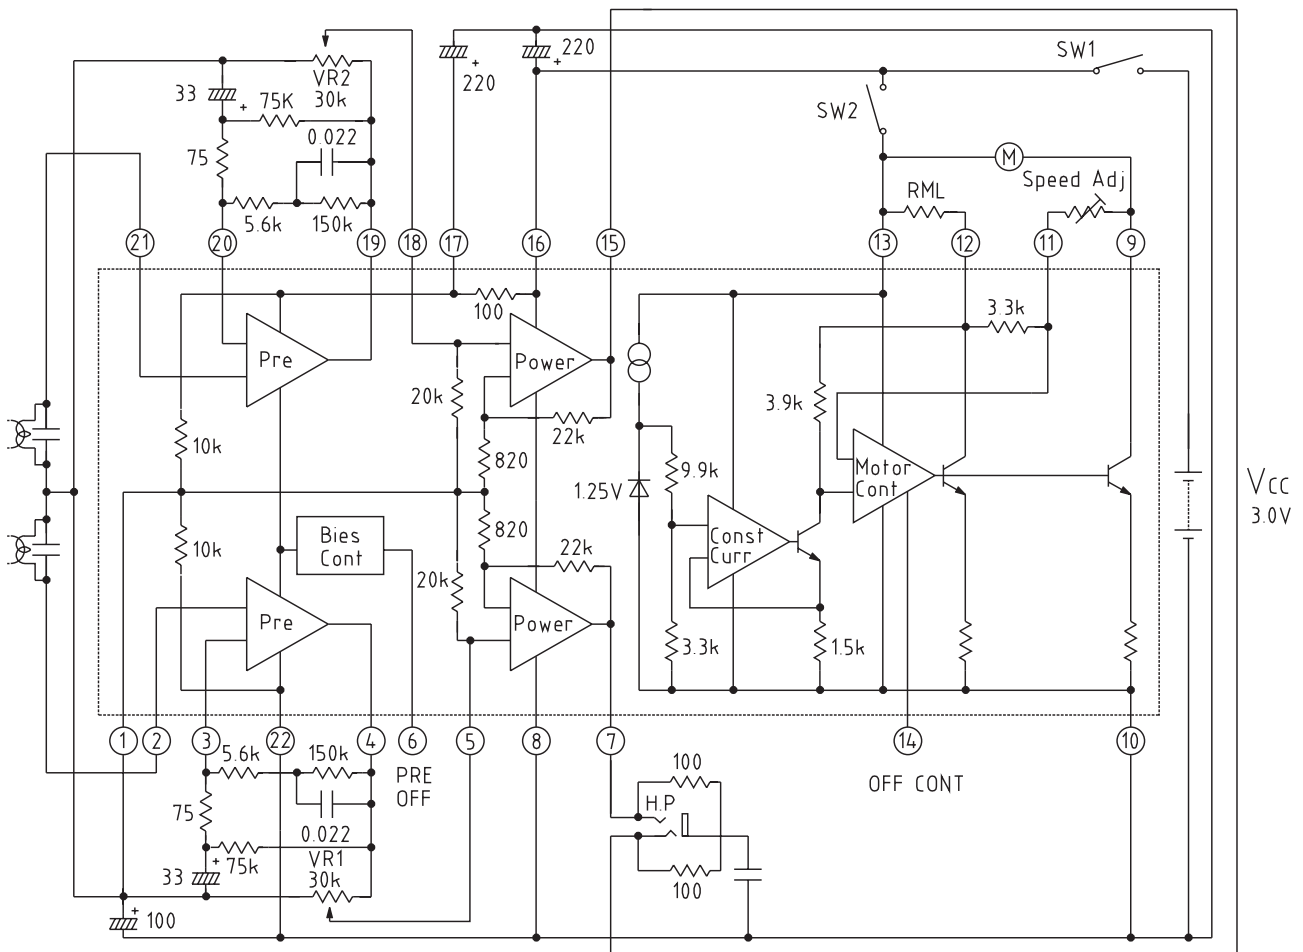 SW1
220
220
VR2
30k
33
75K
SW2
0.022
75
M
Speed Adj
RML
5.6k
150k
21
20
19
18
17
16
15
13
12
11
9
100
3.3k
Pre
Power
20k
3.9k
22k
10k
820
9.9k
Motor
Cont
1.25V
VCC
3.0V
820
Const
Curr
Bies
Cont
10k
22k
20k
Pre
Power
3.3k
1.5k
1
2
3
22
4
6
5
8
7
14
10
5.6k
150k
PRE
OFF
100
OFF CONT
75
H.P
0.022
75k
VR1
33
30k
100
100